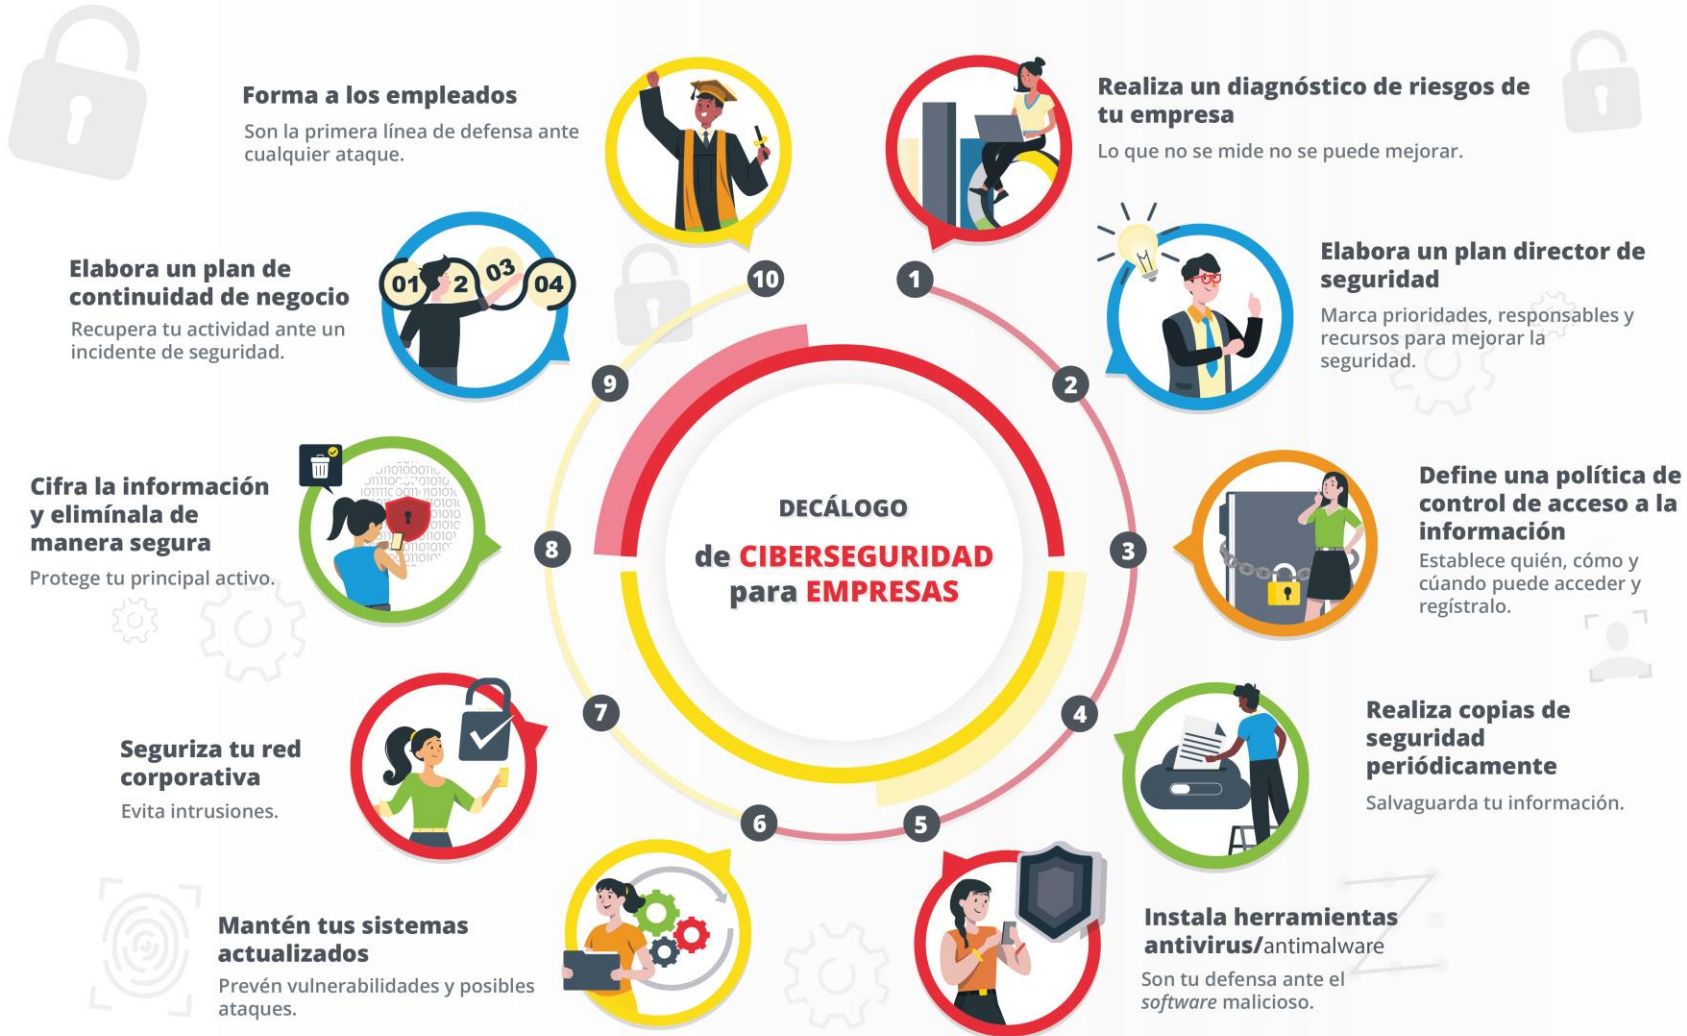 DECÁLOGO
de CIBERSEGURIDAD
para EMPRESAS
1
Realiza un diagnóstico de riesgos de
tu empresa
Lo que no se mide no se puede mejorar.
2
Elabora un plan director de
seguridad
Marca prioridades, responsables y
recursos para mejorar la
seguridad.
3
Define una política de
control de acceso a la
información
Establece quién, cómo y
cúando puede acceder y
regístralo.
4
Realiza copias de
seguridad
periódicamente
Salvaguarda tu información.
5
Instala herramientas
antivirus/antimalware
Son tu defensa ante el
software malicioso.
6
Mantén tus sistemas
actualizados
Prevén vulnerabilidades y posibles
ataques.
7
Seguriza tu red
corporativa
Evita intrusiones.
8
Cifra la información
y elimínala de
manera segura
Protege tu principal activo.
9
Elabora un plan de
continuidad de negocio
Recupera tu actividad ante un
incidente de seguridad.
01 2 03 04
10
Forma a los empleados
Son la primera línea de defensa ante
cualquier ataque.